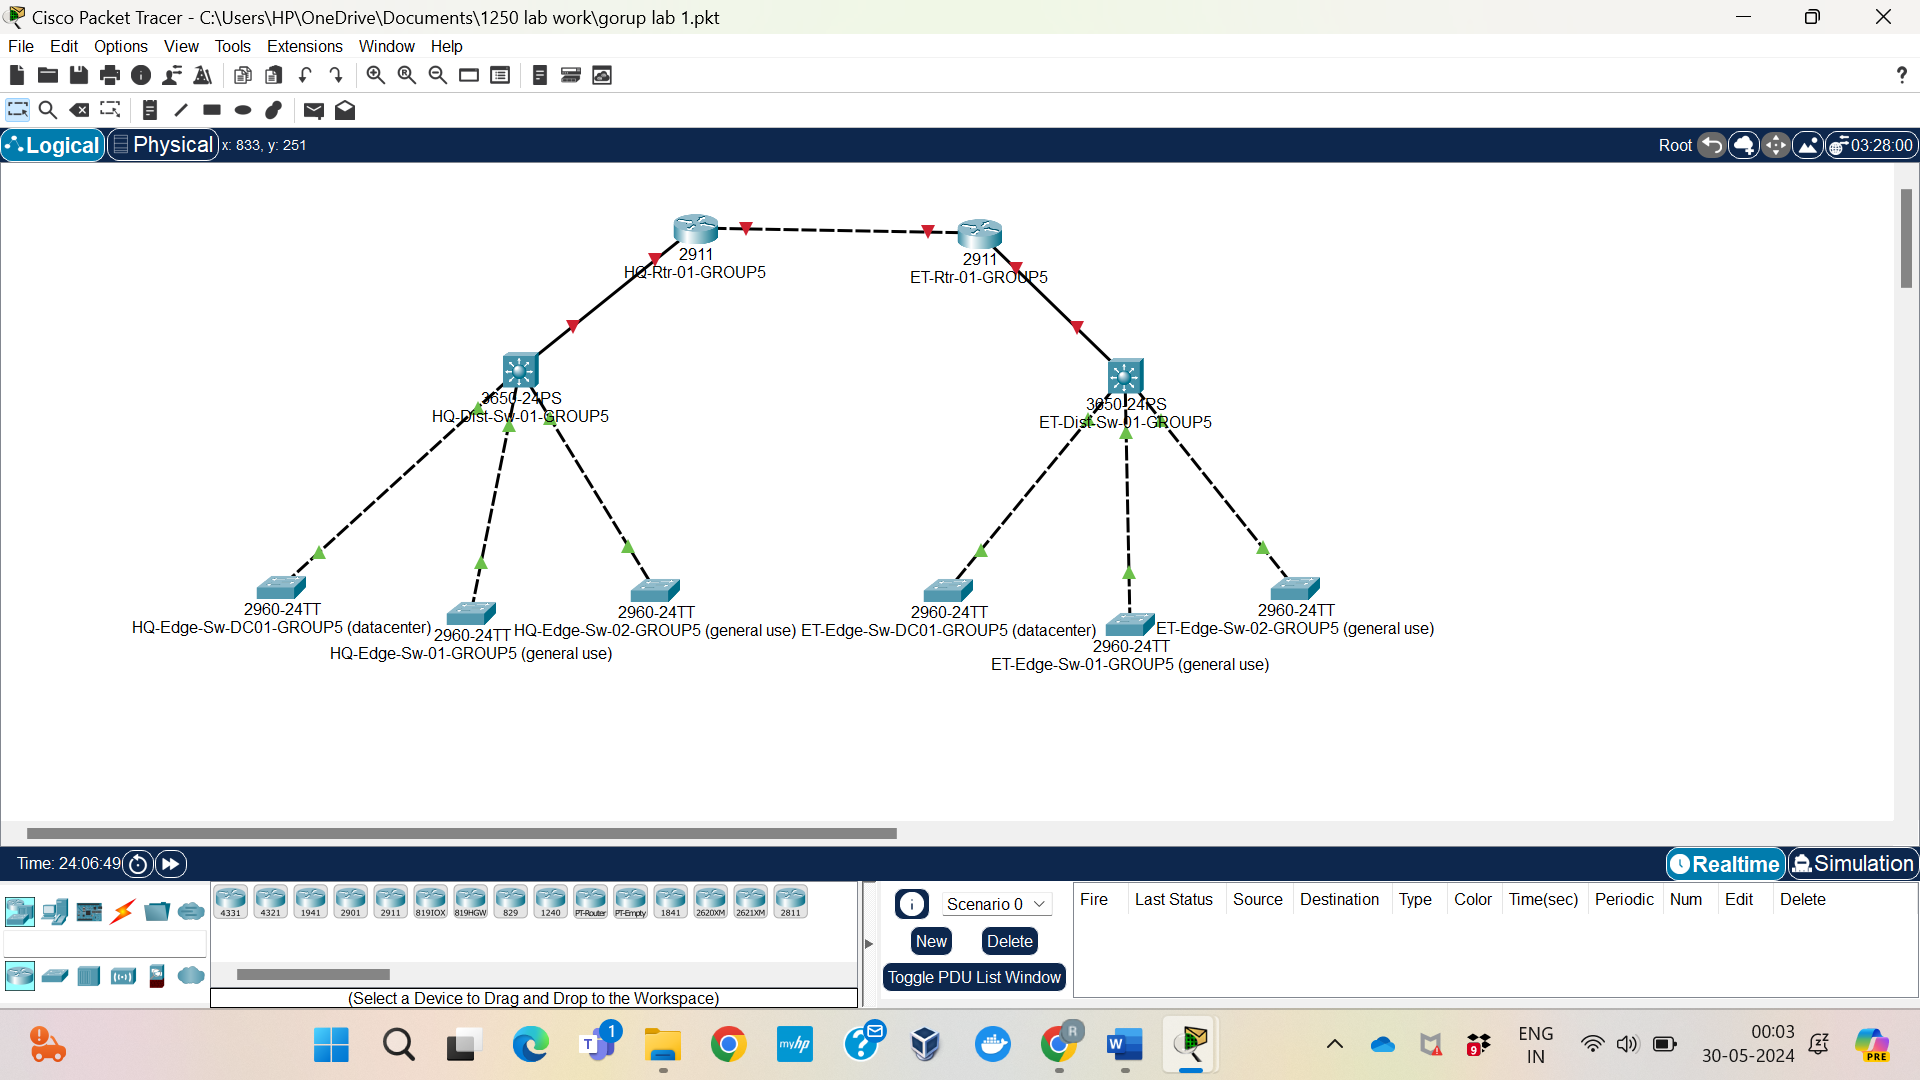 Cisco Packet Tracer - C:\Users\HP\OneDrive\Documents\1250 lab work\gorup lab 1.pkt
File Edit Options View Tools Extensions Window Help
?
Logical Physical x: 833, y: 251 Root 03:28:00
2911
HQ-Rtr-01-GROUP5
2911
ET-Rtr-01-GROUP5
3650-24PS
HQ-Dist-Sw-01-GROUP5
3650-24PS
ET-Dist-Sw-01-GROUP5
2960-24TT
HQ-Edge-Sw-DC01-GROUP5 (datacenter)
2960-24TT
HQ-Edge-Sw-01-GROUP5 (general use)
2960-24TT
HQ-Edge-Sw-02-GROUP5 (general use)
2960-24TT
ET-Edge-Sw-DC01-GROUP5 (datacenter)
2960-24TT
ET-Edge-Sw-01-GROUP5 (general use)
2960-24TT
ET-Edge-Sw-02-GROUP5 (general use)
Time: 24:06:49 Realtime Simulation
4331 4321 1941 2901 2911 819IOX 819HGW 829 1240 PT-Router PT-Empty 1841 2620XM 2621XM 2811
(Select a Device to Drag and Drop to the Workspace)
Scenario 0
New Delete
Toggle PDU List Window
Fire Last Status Source Destination Type Color Time(sec) Periodic Num Edit Delete
1
myhp
R
9
ENG
IN
00:03
30-05-2024
PRE